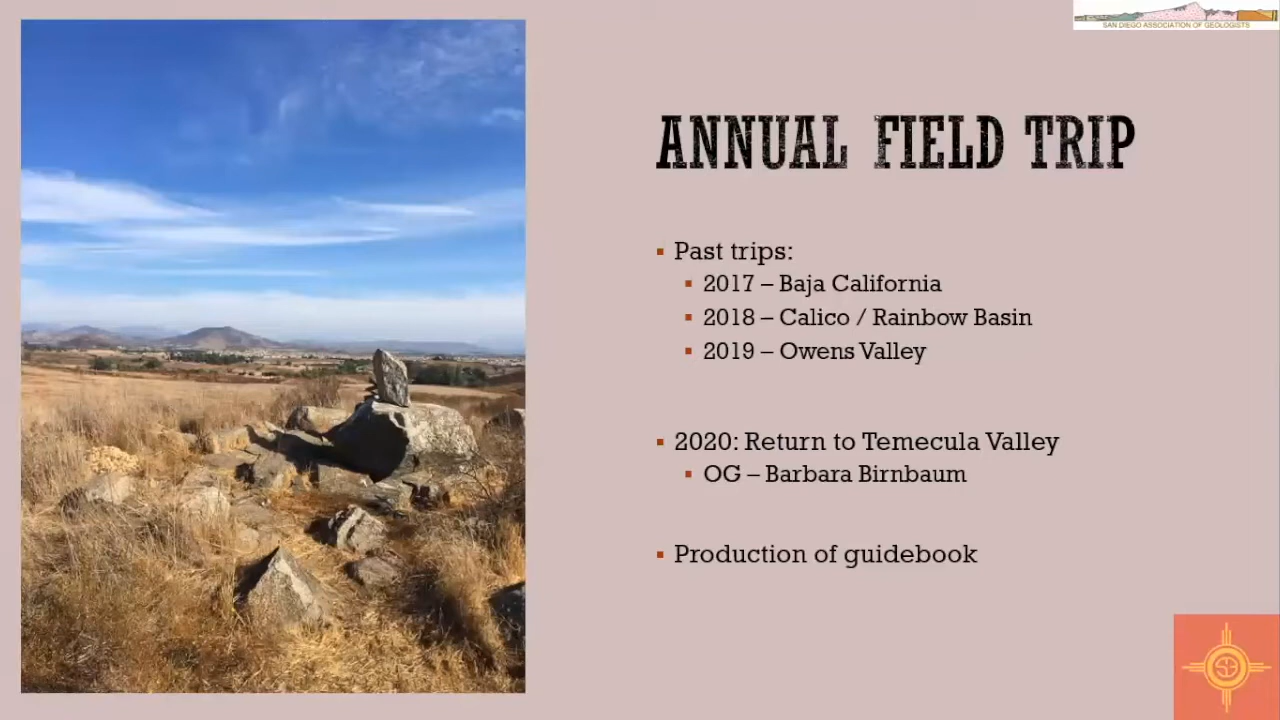 SAN DIEGO ASSOCIATION OF GEOLOGISTS
ANNUAL FIELD TRIP
Past trips:
2017 – Baja California
2018 – Calico / Rainbow Basin
2019 – Owens Valley
2020: Return to Temecula Valley
OG – Barbara Birnbaum
Production of guidebook